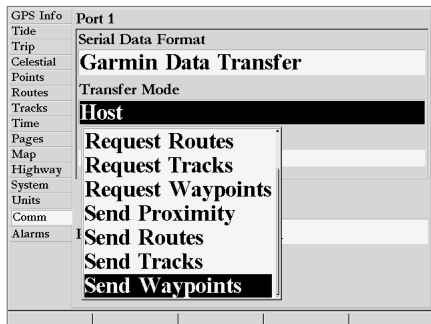 GPS Info
Tide
Trip
Celestial
Points
Routes
Tracks
Time
Pages
Map
Highway
System
Units
Comm
Alarms
Port 1
Serial Data Format
Garmin Data Transfer
Transfer Mode
Host
Request Routes
Request Tracks
Request Waypoints
Send Proximity
Send Routes
Send Tracks
Send Waypoints